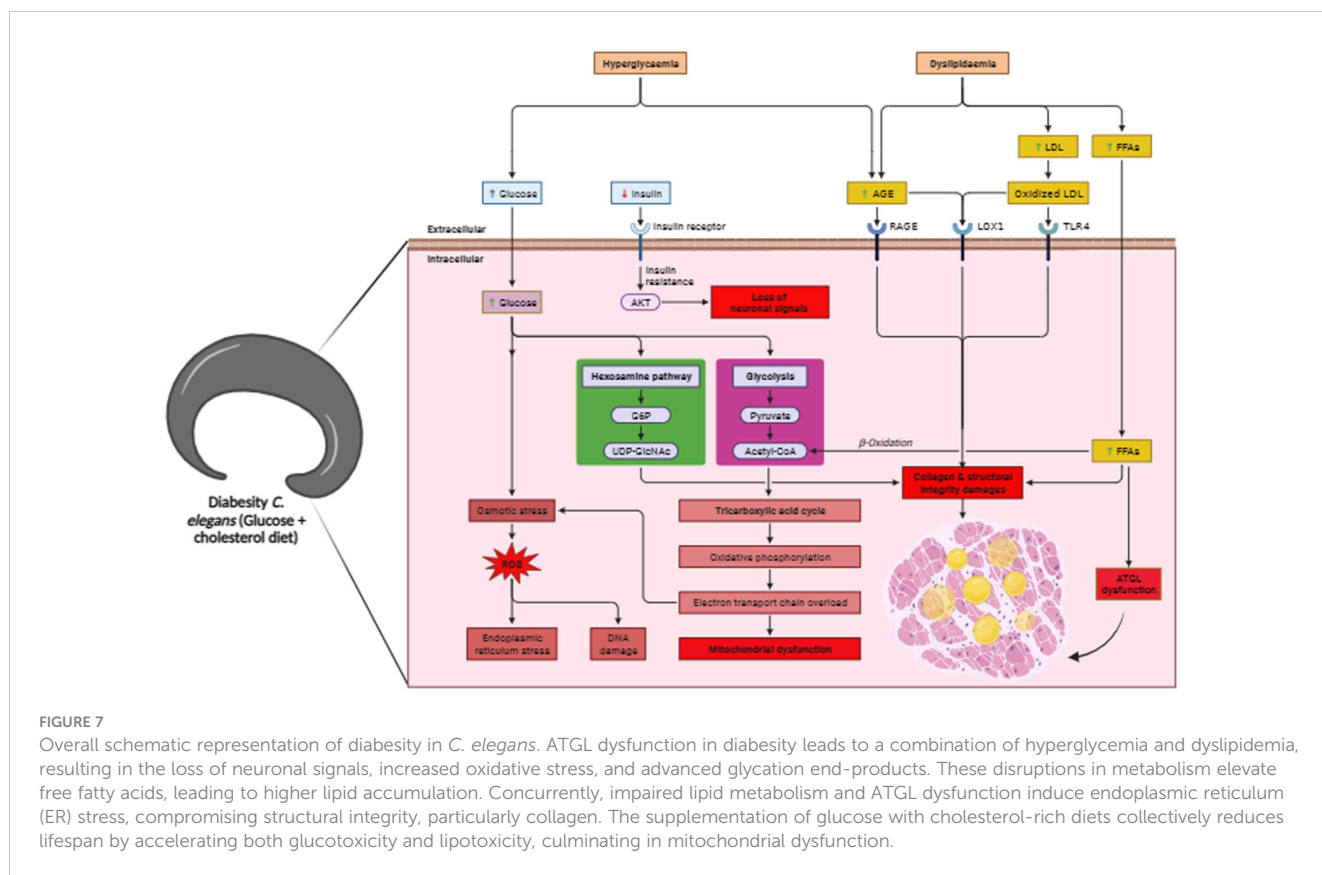 Hyperglycaemia
Dyslipidaemia
↑ LDL
↑ FFAs
↑ Glucose
↓ Insulin
↑ AGE
Oxidized LDL
Extracellular
Insulin receptor
RAGE
LOX1
TLR4
Intracellular
Insulin
resistance
↑ Glucose
AKT
Loss of
neuronal signals
Hexosamine pathway
Glycolysis
G6P
Pyruvate
β-Oxidation
UDP-GlcNAc
Acetyl-CoA
↑ FFAs
Collagen & structural
integrity damages
Diabesity C.
elegans (Glucose +
cholesterol diet)
Osmotic stress
Tricarboxylic acid cycle
ROS
Oxidative phosphorylation
ATGL
dysfunction
Electron transport chain overload
Endoplasmic
reticulum stress
DNA
damage
Mitochondrial dysfunction
FIGURE 7
Overall schematic representation of diabesity in C. elegans. ATGL dysfunction in diabesity leads to a combination of hyperglycemia and dyslipidemia,
resulting in the loss of neuronal signals, increased oxidative stress, and advanced glycation end-products. These disruptions in metabolism elevate
free fatty acids, leading to higher lipid accumulation. Concurrently, impaired lipid metabolism and ATGL dysfunction induce endoplasmic reticulum
(ER) stress, compromising structural integrity, particularly collagen. The supplementation of glucose with cholesterol-rich diets collectively reduces
lifespan by accelerating both glucotoxicity and lipotoxicity, culminating in mitochondrial dysfunction.